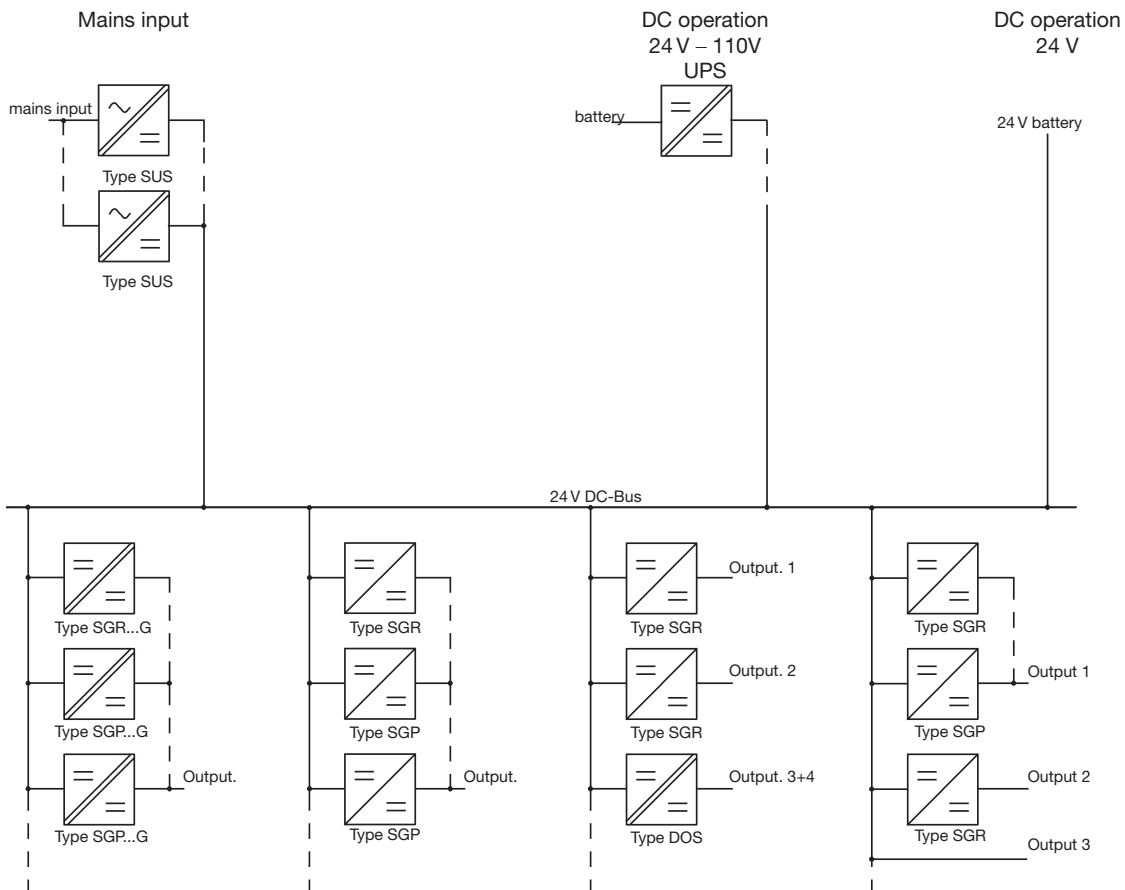 Mains input
DC operation
24 V – 110V
UPS
DC operation
24 V
mains input
battery
24 V battery
Type SUS
Type SUS
24 V DC-Bus
Type SGR...G
Type SGP...G
Output.
Type SGP...G
Type SGR
Type SGP
Output.
Type SGP
Output. 1
Type SGR
Output. 2
Type SGR
Output. 3+4
Type DOS
Type SGR
Output 1
Type SGP
Output 2
Type SGR
Output 3